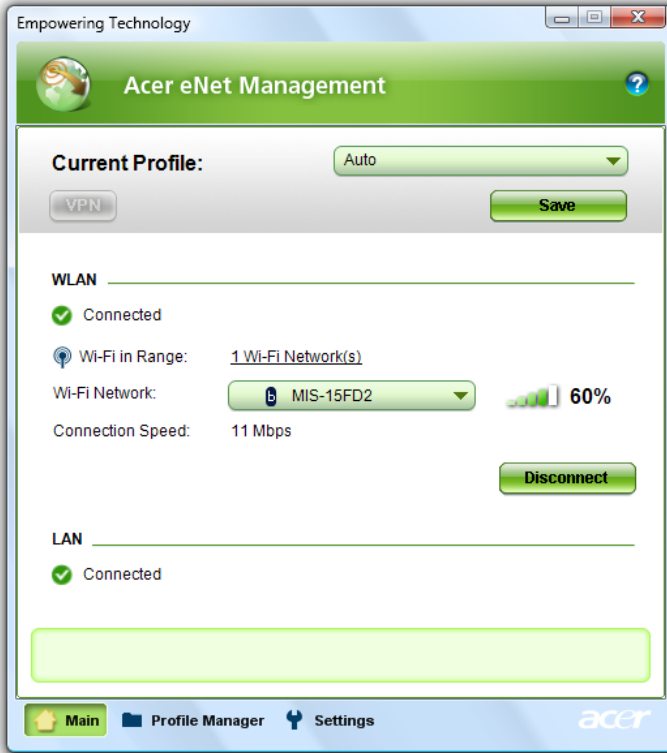 Empowering Technology
Acer eNet Management
?
Current Profile: Auto
VPN Save
WLAN
Connected
Wi-Fi in Range: 1 Wi-Fi Network(s)
Wi-Fi Network: b MIS-15FD2 60%
Connection Speed: 11 Mbps
Disconnect
LAN
Connected
Main Profile Manager Settings acer